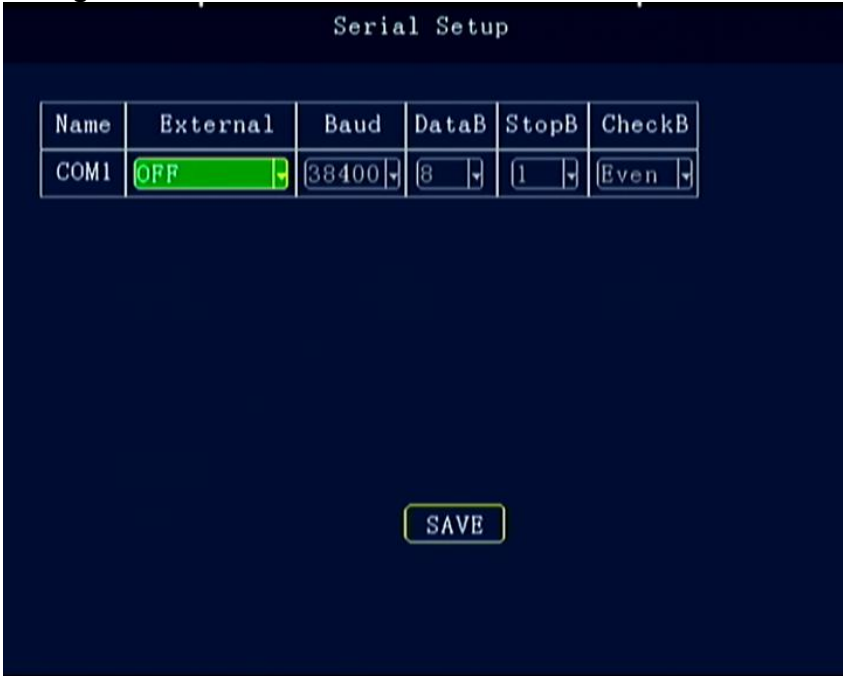 Serial Setup
Name External Baud DataB StopB CheckB
COM1 OFF 38400 8 1 Even
SAVE